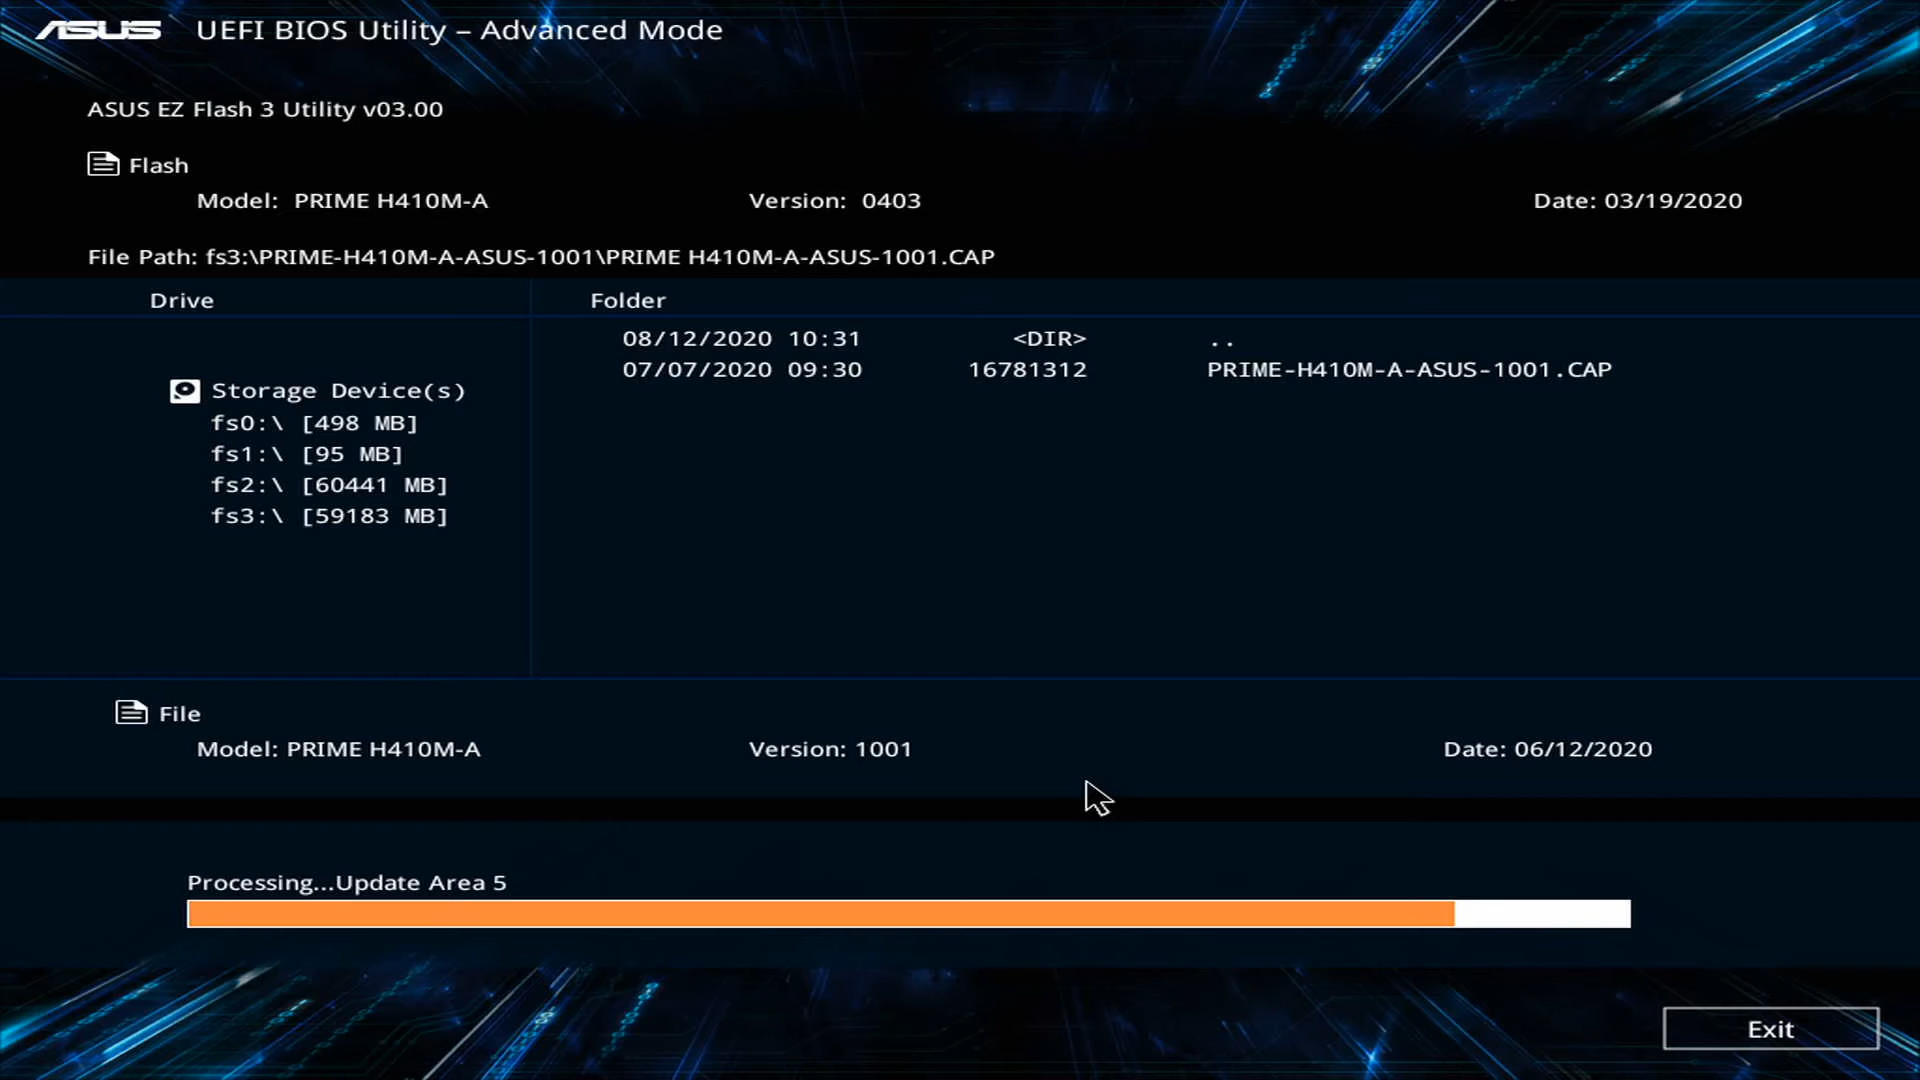 ASUS UEFI BIOS Utility – Advanced Mode
ASUS EZ Flash 3 Utility v03.00
Flash
Model: PRIME H410M-A Version: 0403 Date: 03/19/2020
File Path: fs3:\PRIME-H410M-A-ASUS-1001\PRIME H410M-A-ASUS-1001.CAP
Drive Folder
08/12/2020 10:31 <DIR> ..
07/07/2020 09:30 16781312 PRIME-H410M-A-ASUS-1001.CAP
Storage Device(s)
fs0:\ [498 MB]
fs1:\ [95 MB]
fs2:\ [60441 MB]
fs3:\ [59183 MB]
File
Model: PRIME H410M-A Version: 1001 Date: 06/12/2020
Processing...Update Area 5
Exit